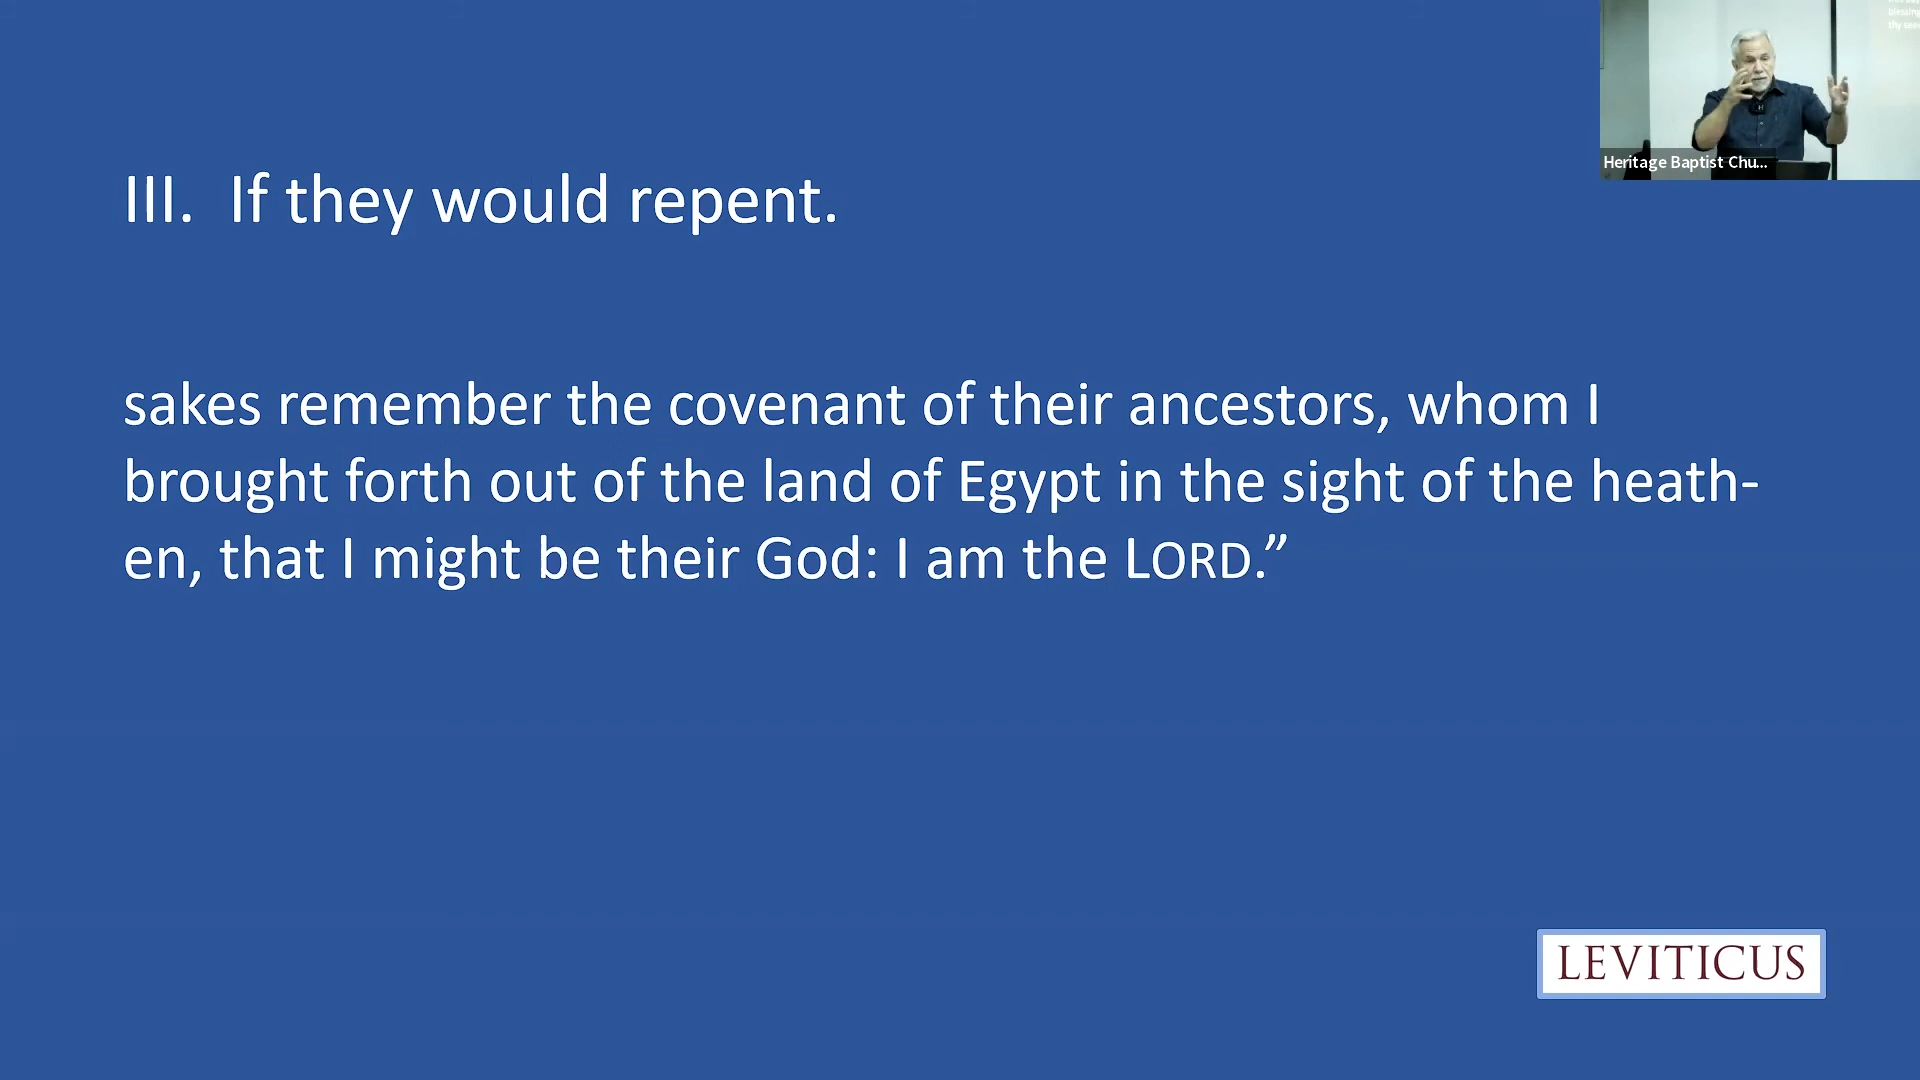 blessing
thy
Heritage Baptist Chu...
III. If they would repent.
sakes remember the covenant of their ancestors, whom I
brought forth out of the land of Egypt in the sight of the heath-
en, that I might be their God: I am the LORD.”
LEVITICUS